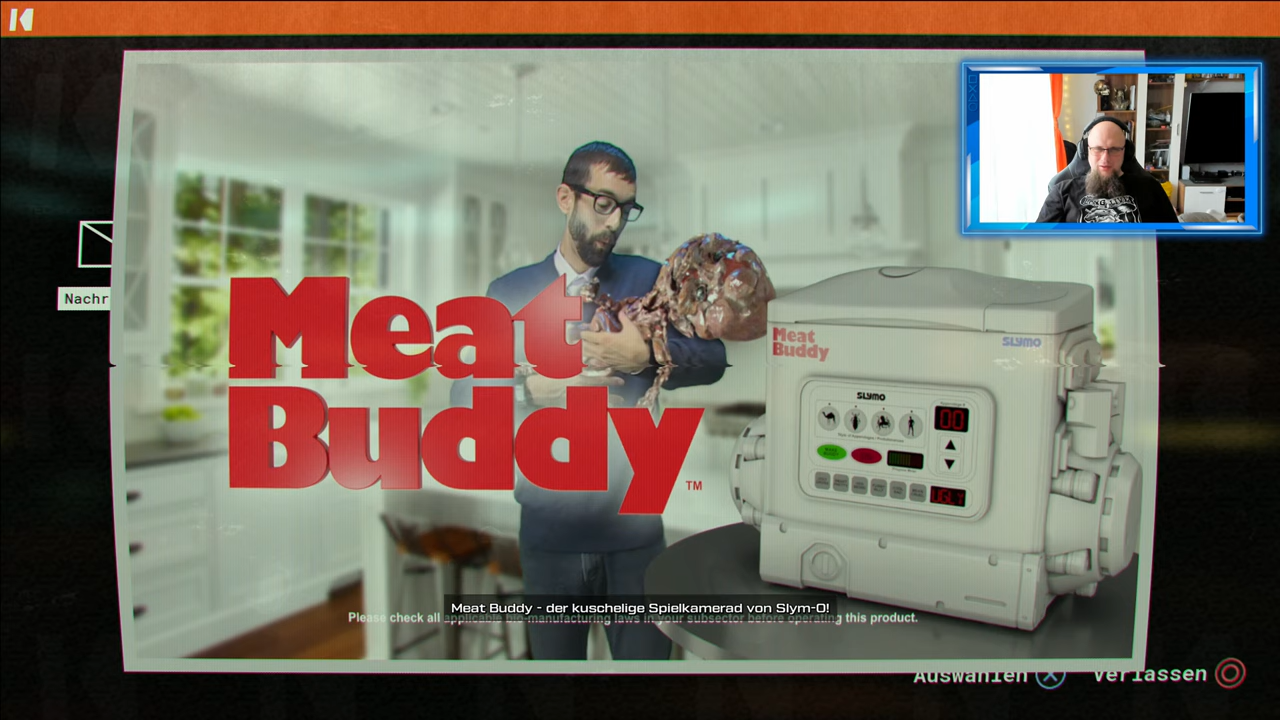 Nachr
Meat
Buddy
TM
Meat
Buddy
SLYMO
SLYMO
00
UGLY
Meat Buddy - der kuschelige Spielkamerad von Slym-O!
Please check all applicable bio-manufacturing laws in your subsector before operating this product.
Auswählen
Verlassen